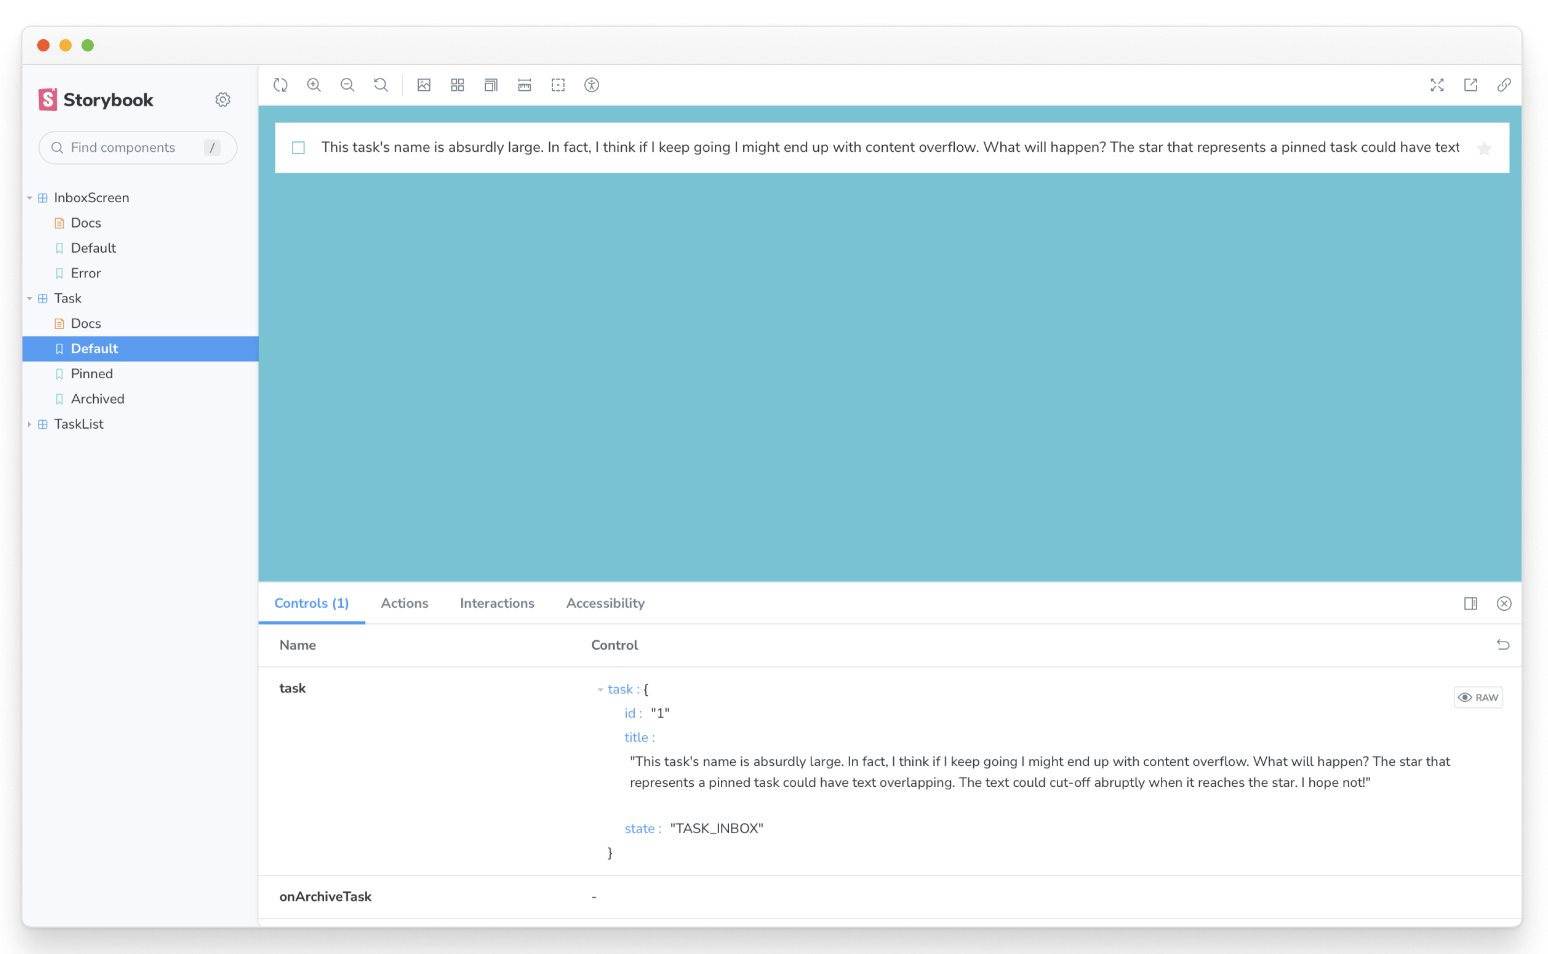 Storybook
Find components /
InboxScreen
Docs
Default
Error
Task
Docs
Default
Pinned
Archived
TaskList
This task's name is absurdly large. In fact, I think if I keep going I might end up with content overflow. What will happen? The star that represents a pinned task could have text
Controls (1) Actions Interactions Accessibility
Name Control
task
task : {
RAW
id : "1"
title :
"This task's name is absurdly large. In fact, I think if I keep going I might end up with content overflow. What will happen? The star that
represents a pinned task could have text overlapping. The text could cut-off abruptly when it reaches the star. I hope not!"
state : "TASK_INBOX"
}
onArchiveTask -